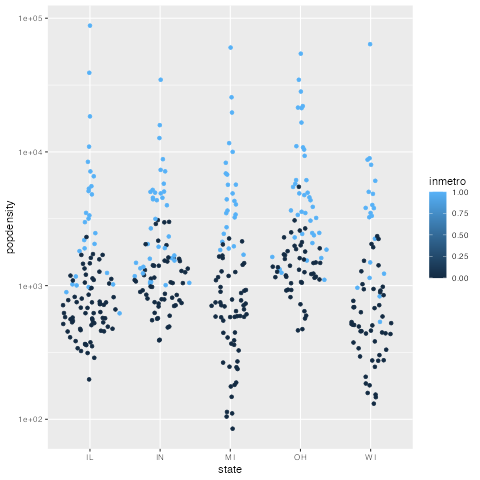 1e+05
1e+04
1e+03
1e+02
popdensity
IL IN MI OH WI
state
inmetro
1.00
0.75
0.50
0.25
0.00